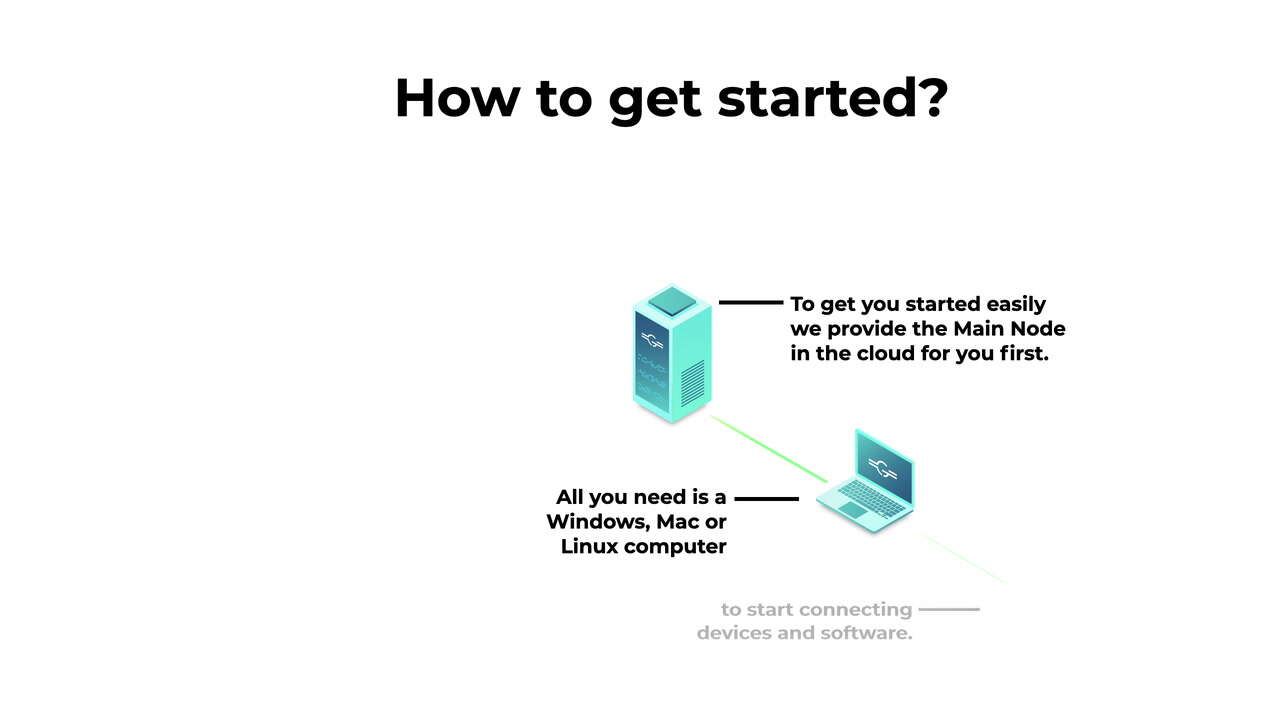 How to get started?
To get you started easily
we provide the Main Node
in the cloud for you first.
All you need is a
Windows, Mac or
Linux computer
to start connecting
devices and software.